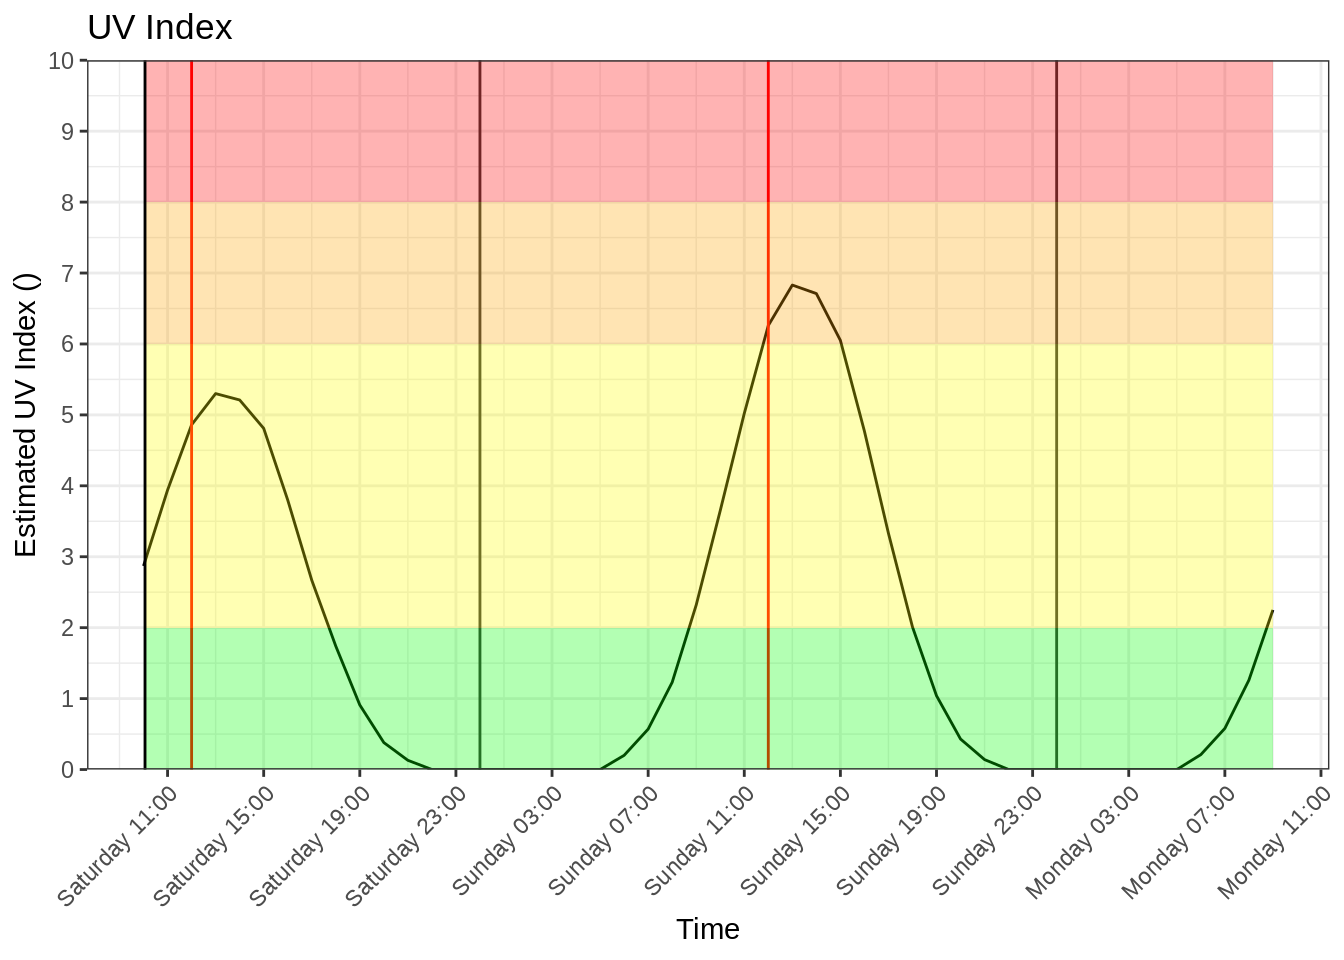 UV Index
Estimated UV Index ()
10
9
8
7
6
5
4
3
2
1
0
Saturday 11:00
Saturday 15:00
Saturday 19:00
Saturday 23:00
Sunday 03:00
Sunday 07:00
Sunday 11:00
Sunday 15:00
Sunday 19:00
Sunday 23:00
Monday 03:00
Monday 07:00
Monday 11:00
Time